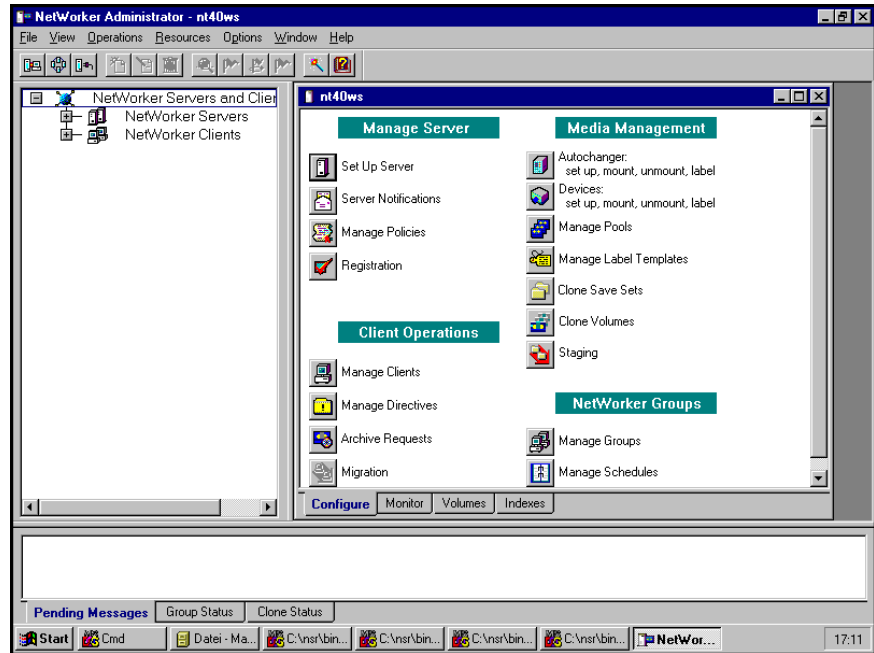 NetWorker Administrator - nt40ws
File View Operations Resources Options Window Help
NetWorker Servers and Clier
NetWorker Servers
NetWorker Clients
nt40ws
Manage Server
Set Up Server
Server Notifications
Manage Policies
Registration
Client Operations
Manage Clients
Manage Directives
Archive Requests
Migration
Media Management
Autochanger:
set up, mount, unmount, label
Devices:
set up, mount, unmount, label
Manage Pools
Manage Label Templates
Clone Save Sets
Clone Volumes
Staging
NetWorker Groups
Manage Groups
Manage Schedules
Configure Monitor Volumes Indexes
Pending Messages Group Status Clone Status
Start Cmd Datei - Ma... C:\nsr\bin... C:\nsr\bin... C:\nsr\bin... C:\nsr\bin... NetWor... 17:11